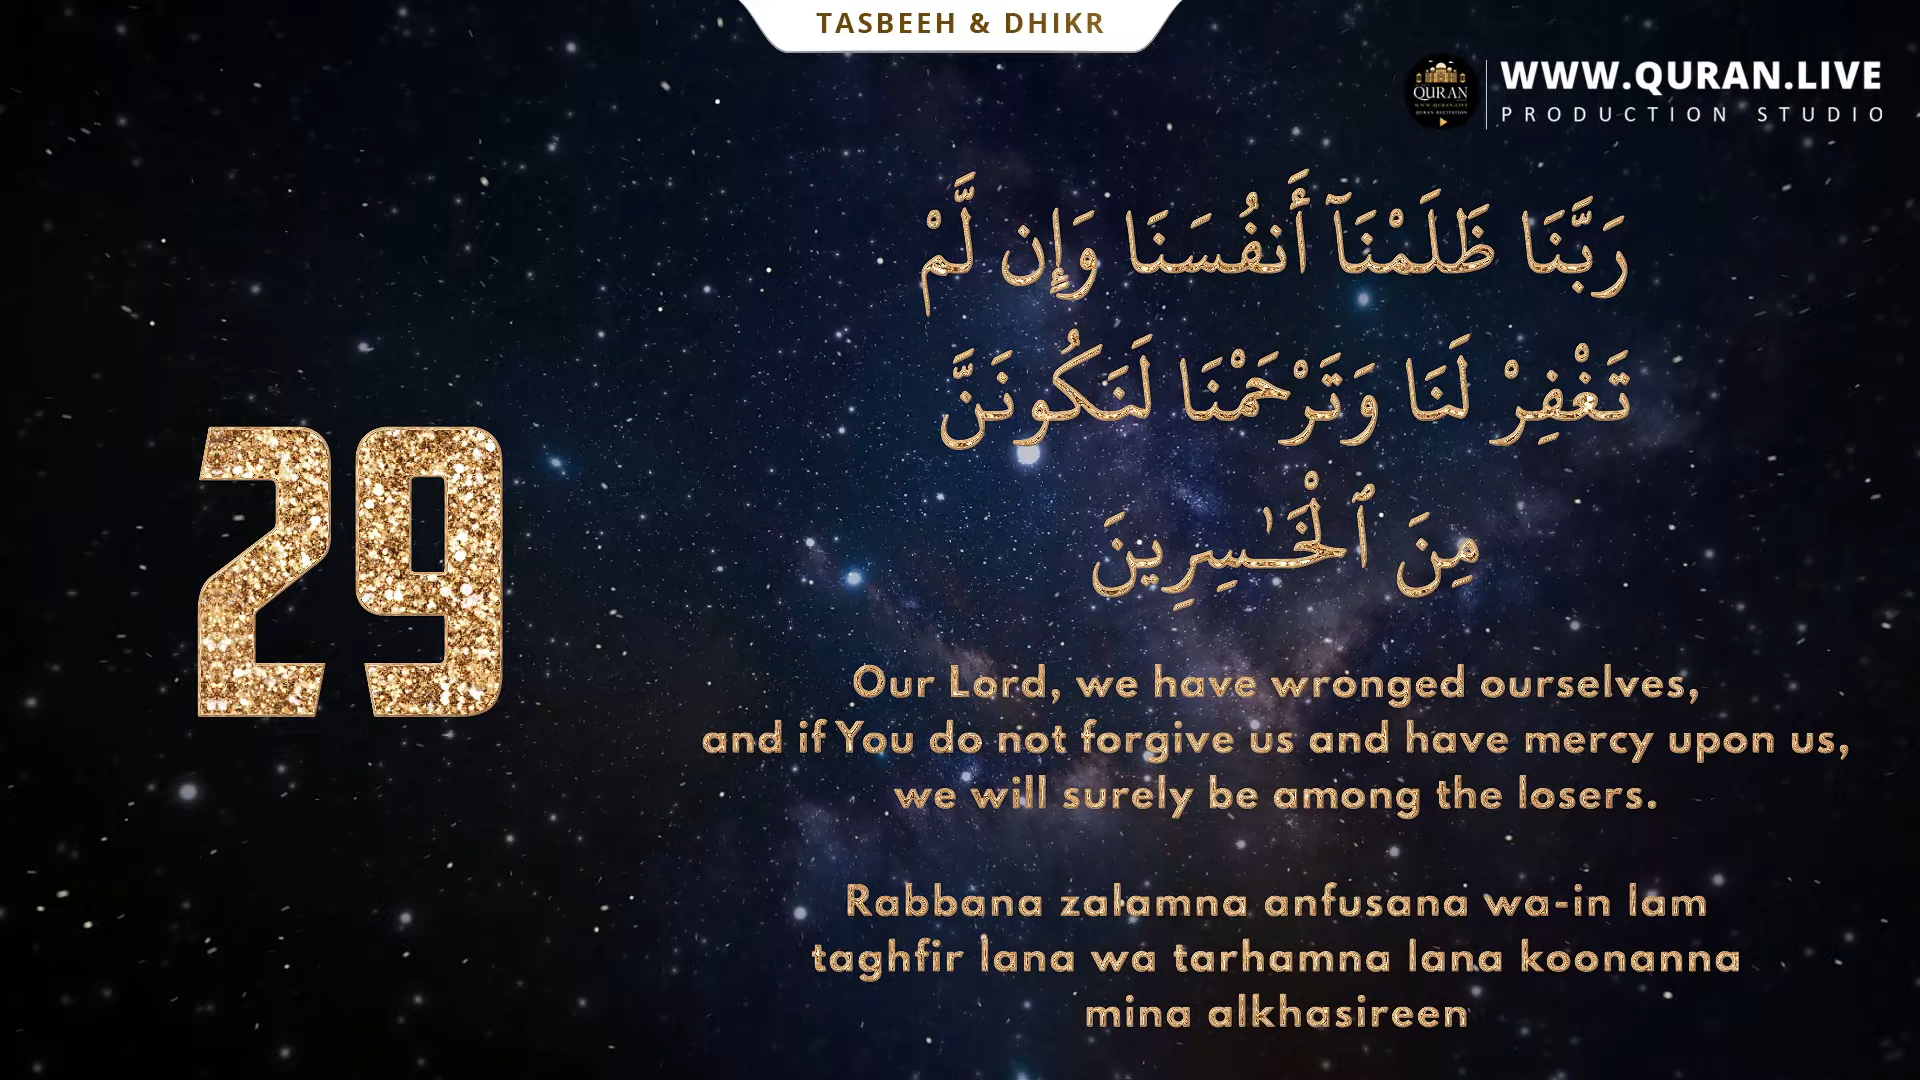 TASBEEH & DHIKR
QURAN
WWW.QURAN.LIVE
PRODUCTION STUDIO
29
رَبَّنَا ظَلَمْنَآ أَنفُسَنَا وَإِن لَّمْ
تَغْفِرْ لَنَا وَتَرْحَمْنَا لَنَكُونَنَّ
مِنَ ٱلْخَـٰسِرِينَ
Our Lord, we have wronged ourselves,
and if You do not forgive us and have mercy upon us,
we will surely be among the losers.
Rabbana zalamna anfusana wa-in lam
taghfir lana wa tarhamna lana koonanna
mina alkhasireen